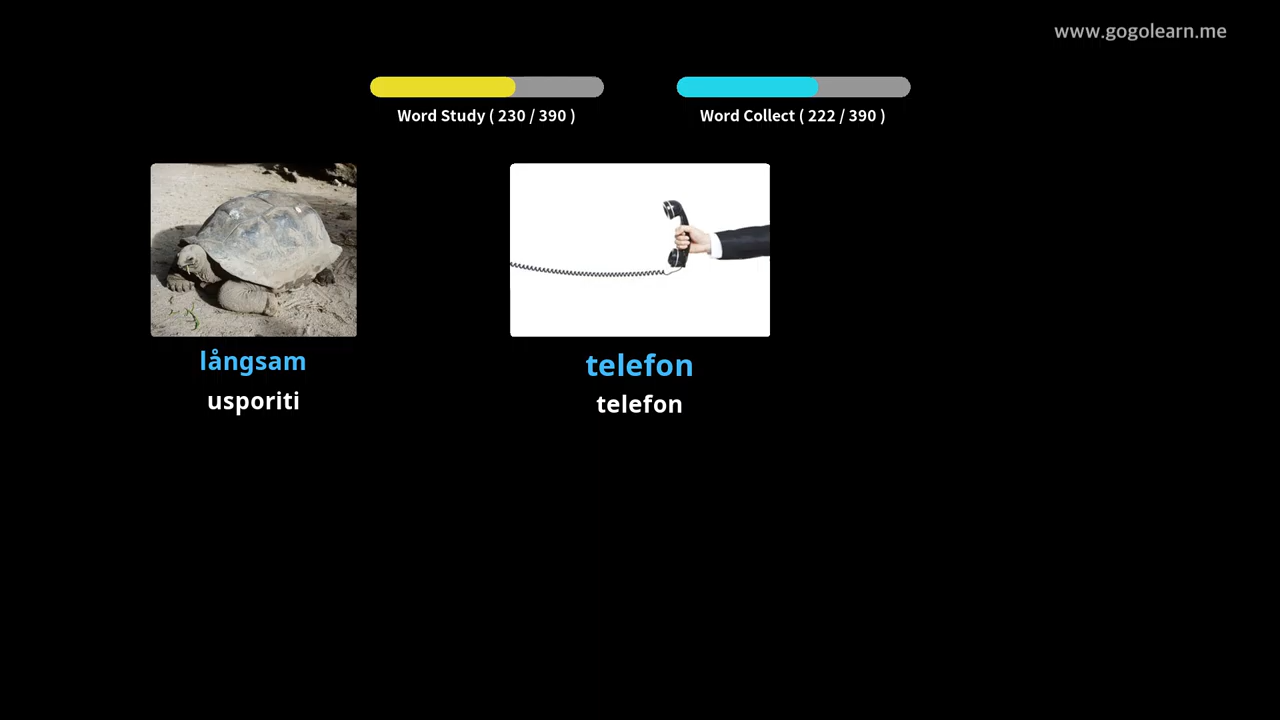 www.gogolearn.me
Word Study ( 230 / 390 )
Word Collect ( 222 / 390 )
långsam
usporiti
telefon
telefon